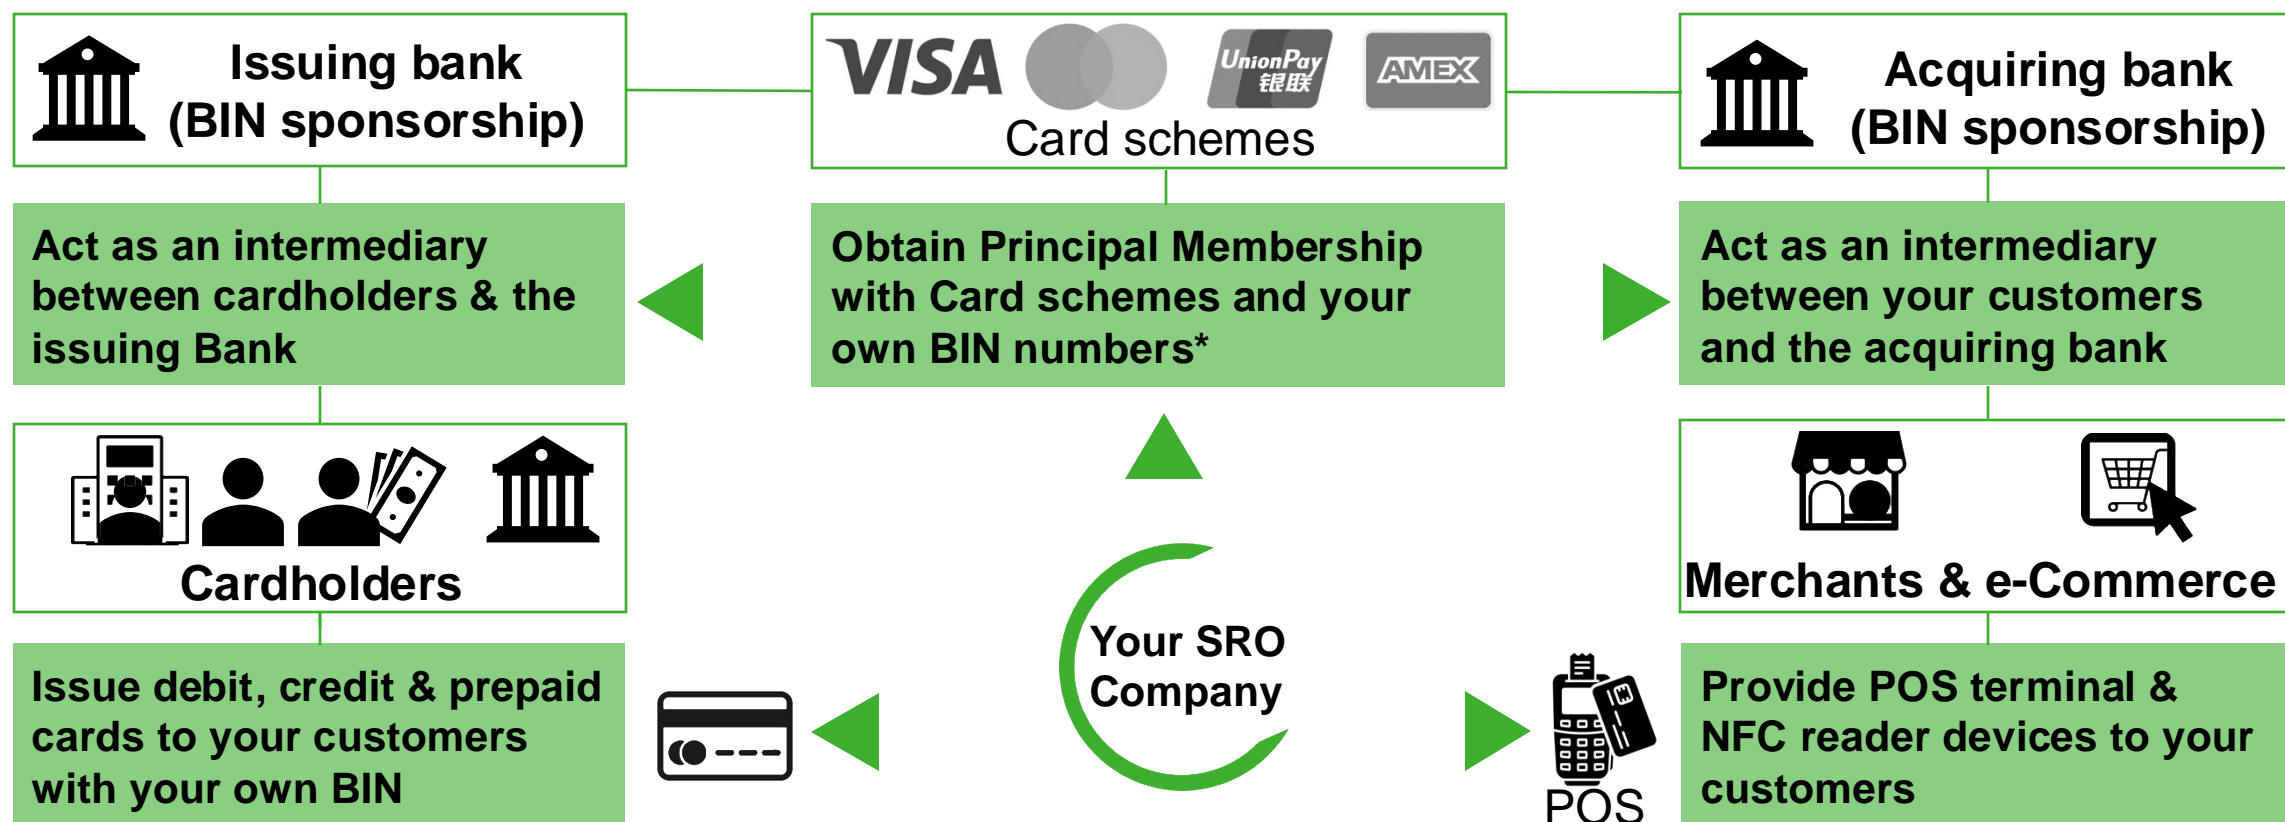 Issuing bank
(BIN sponsorship)
VISA
UnionPay
银联
AMEX
Card schemes
Acquiring bank
(BIN sponsorship)
Act as an intermediary
between cardholders & the
issuing Bank
Obtain Principal Membership
with Card schemes and your
own BIN numbers*
Act as an intermediary
between your customers
and the acquiring bank
Cardholders
Merchants & e-Commerce
Your SRO
Company
Issue debit, credit & prepaid
cards to your customers
with your own BIN
POS
Provide POS terminal &
NFC reader devices to your
customers